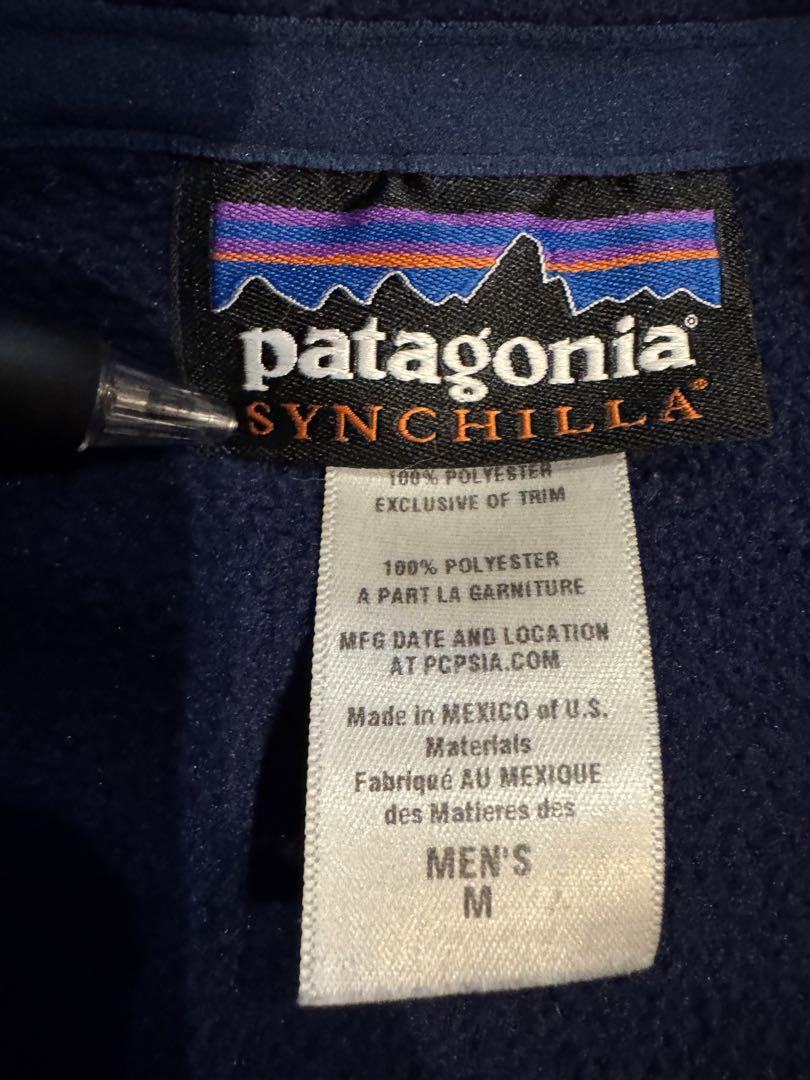 patagonia®
SYNCHILLA®
100% POLYESTER
EXCLUSIVE OF TRIM
100% POLYESTER
A PART LA GARNITURE
MFG DATE AND LOCATION
AT PCPSIA.COM
Made in MEXICO of U.S.
Materials
Fabriqué AU MEXIQUE
des Matieres des
MEN'S
M